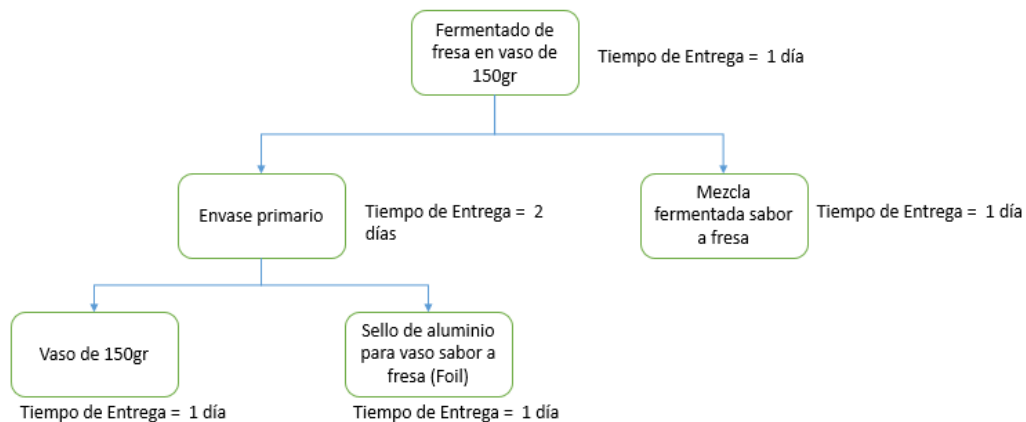 Fermentado de
fresa en vaso de
150gr
Tiempo de Entrega = 1 día
Envase primario
Tiempo de Entrega = 2
días
Mezcla
fermentada sabor
a fresa
Tiempo de Entrega = 1 día
Vaso de 150gr
Sello de aluminio
para vaso sabor a
fresa (Foil)
Tiempo de Entrega = 1 día
Tiempo de Entrega = 1 día